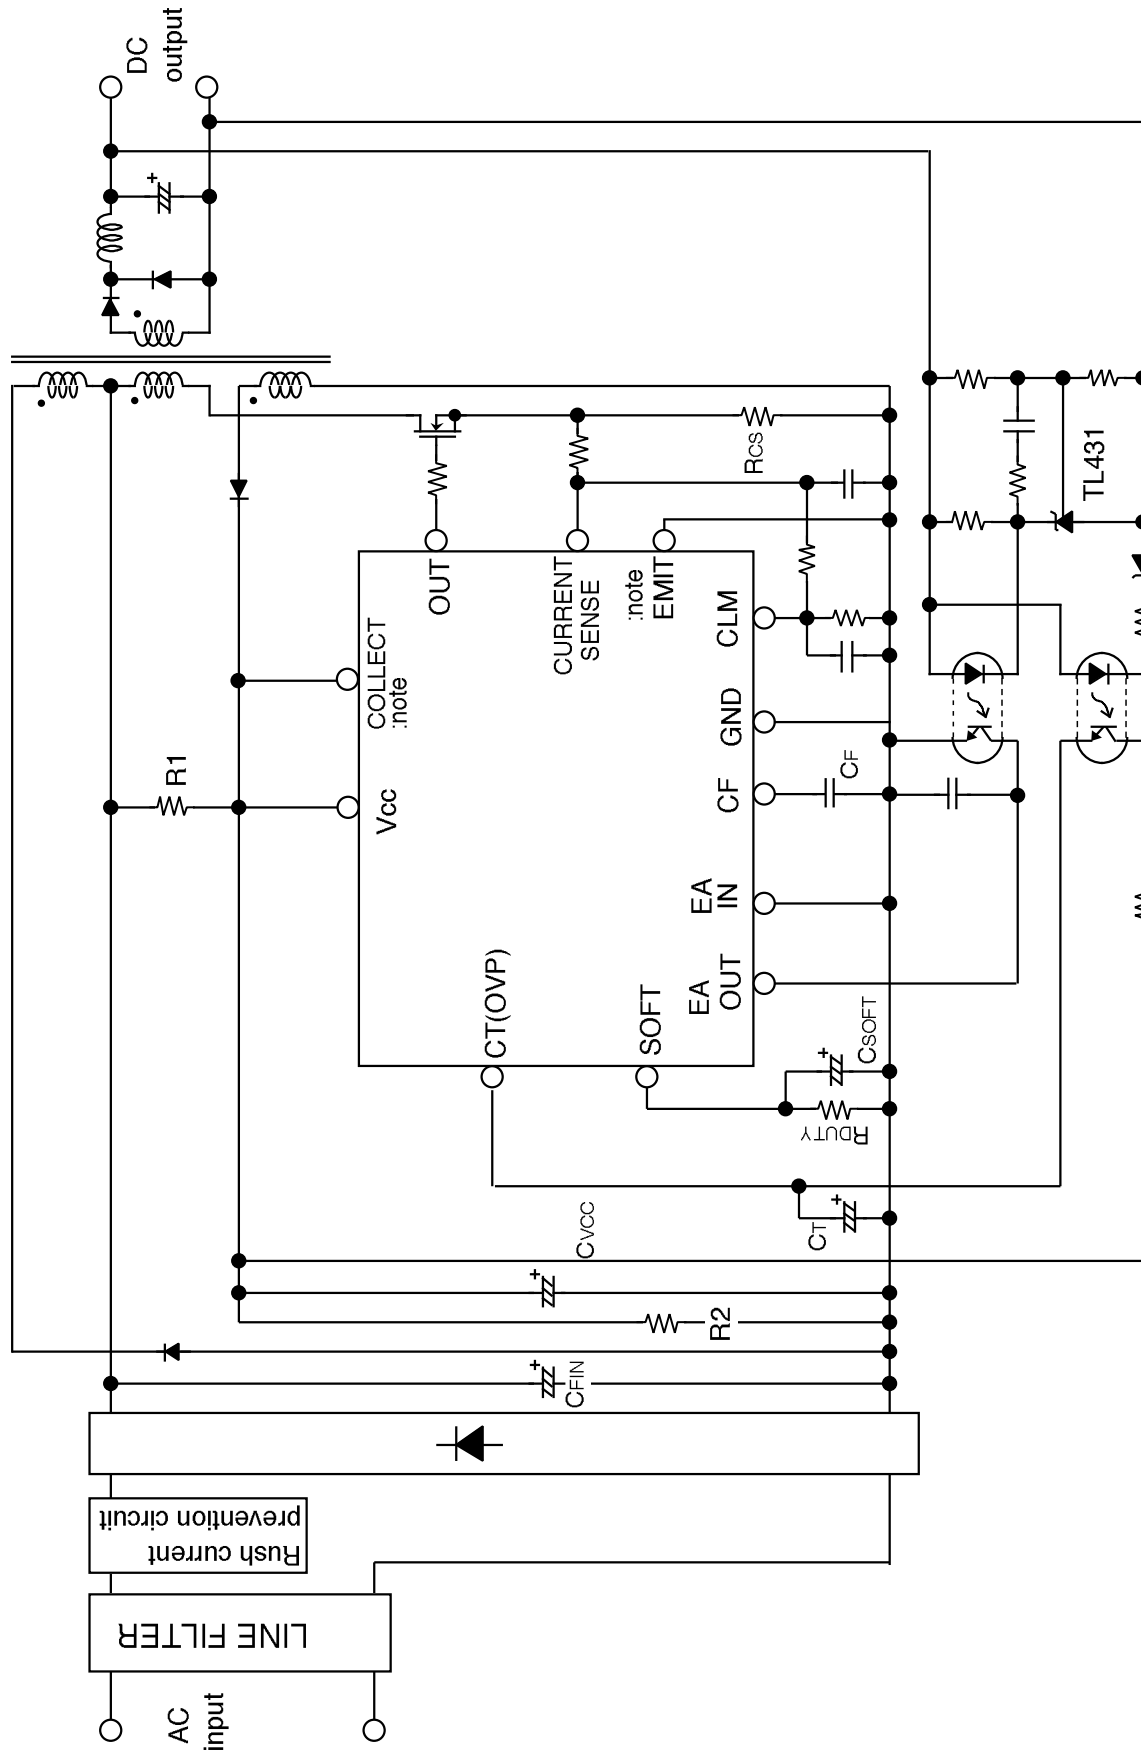 AC
input
LINE FILTER
Rush current
prevention circuit
+
CFIN
R2
+
CVCC
+
CT
RDUTY
+
CSOFT
R1
Vcc
COLLECT
:note
OUT
CURRENT
SENSE
:note
EMIT
CLM
GND
CF
EA
IN
EA
OUT
CT(OVP)
SOFT
CF
RCS
TL431
+
DC
output